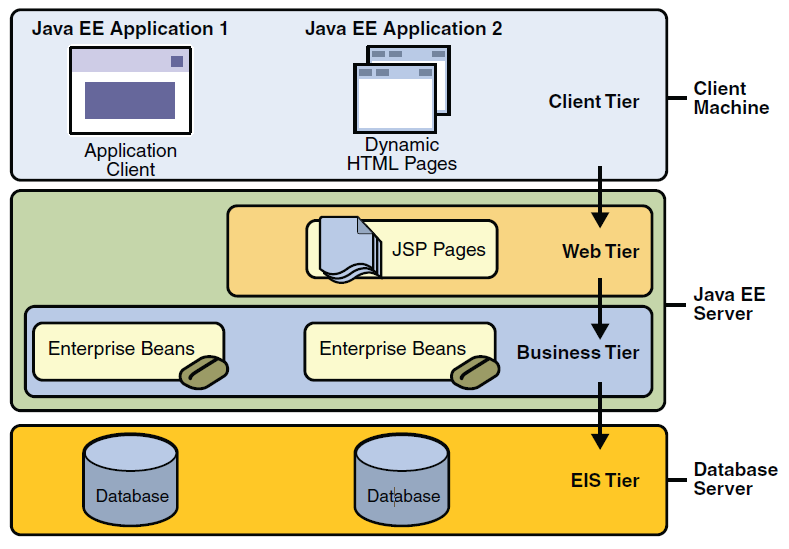 Java EE Application 1
Java EE Application 2
Application
Client
Dynamic
HTML Pages
Client Tier
Client
Machine
JSP Pages
Web Tier
Java EE
Server
Enterprise Beans
Enterprise Beans
Business Tier
Database
Database
EIS Tier
Database
Server